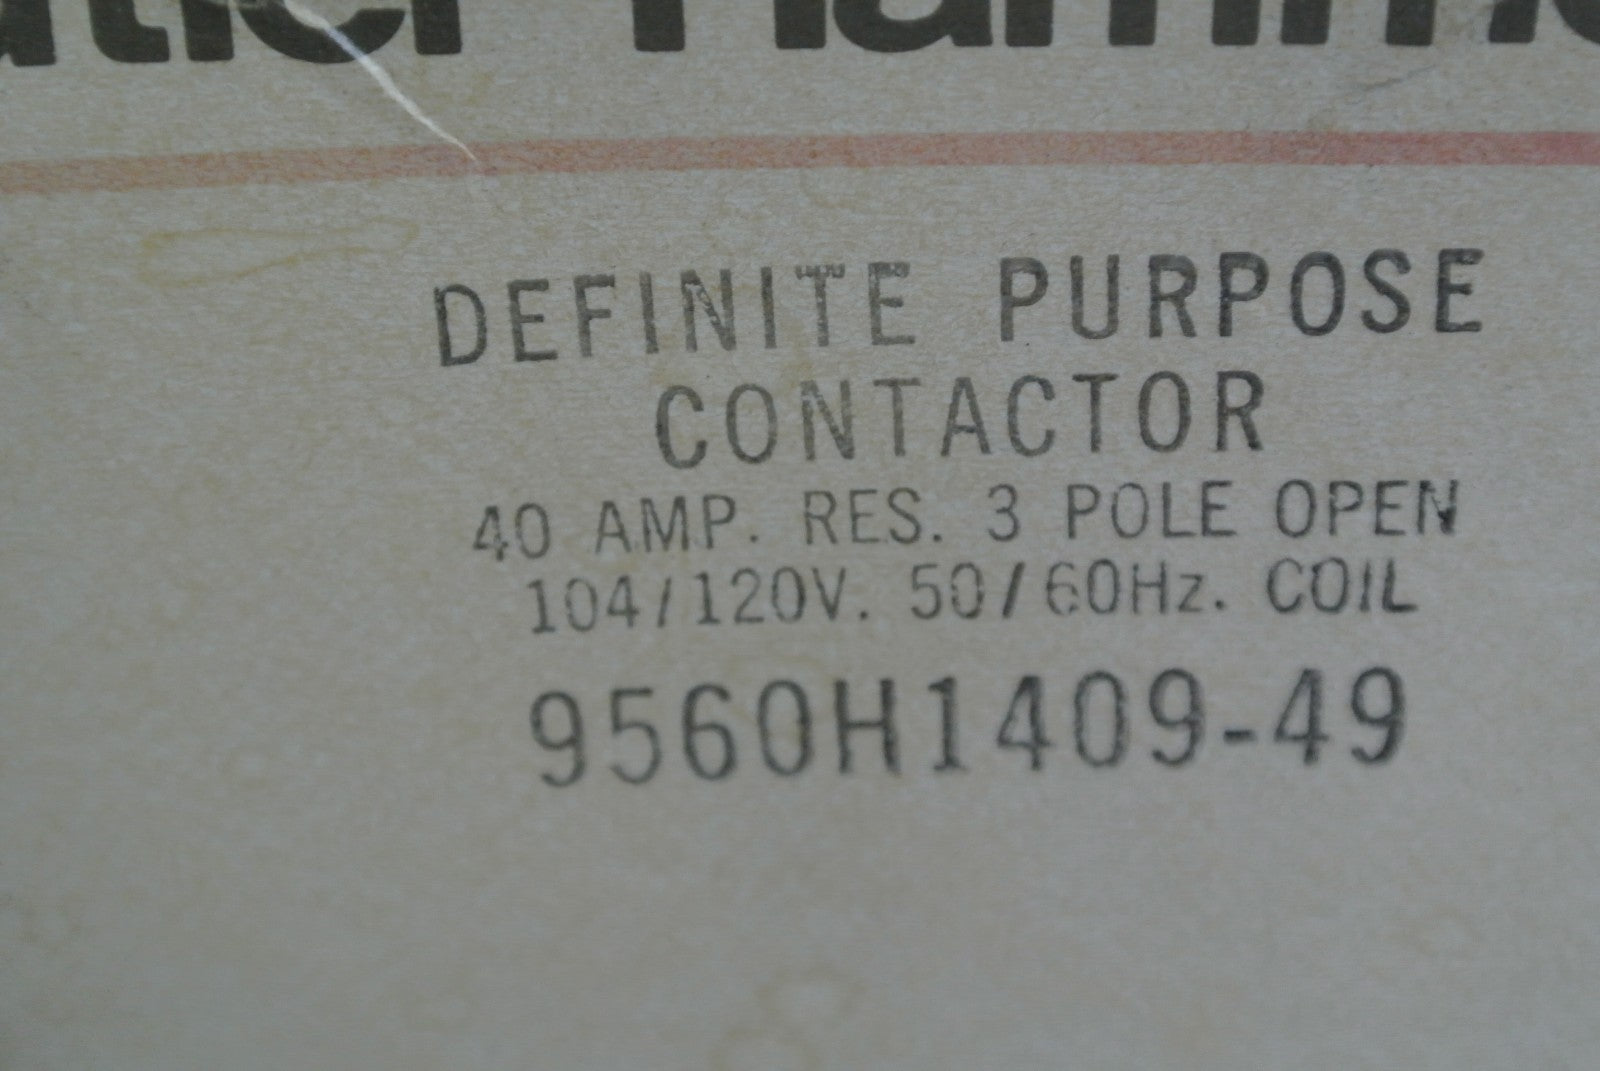 DEFINITE PURPOSE
CONTACTOR
40 AMP. RES. 3 POLE OPEN
104/120V. 50/60Hz. COIL
9560H1409-49